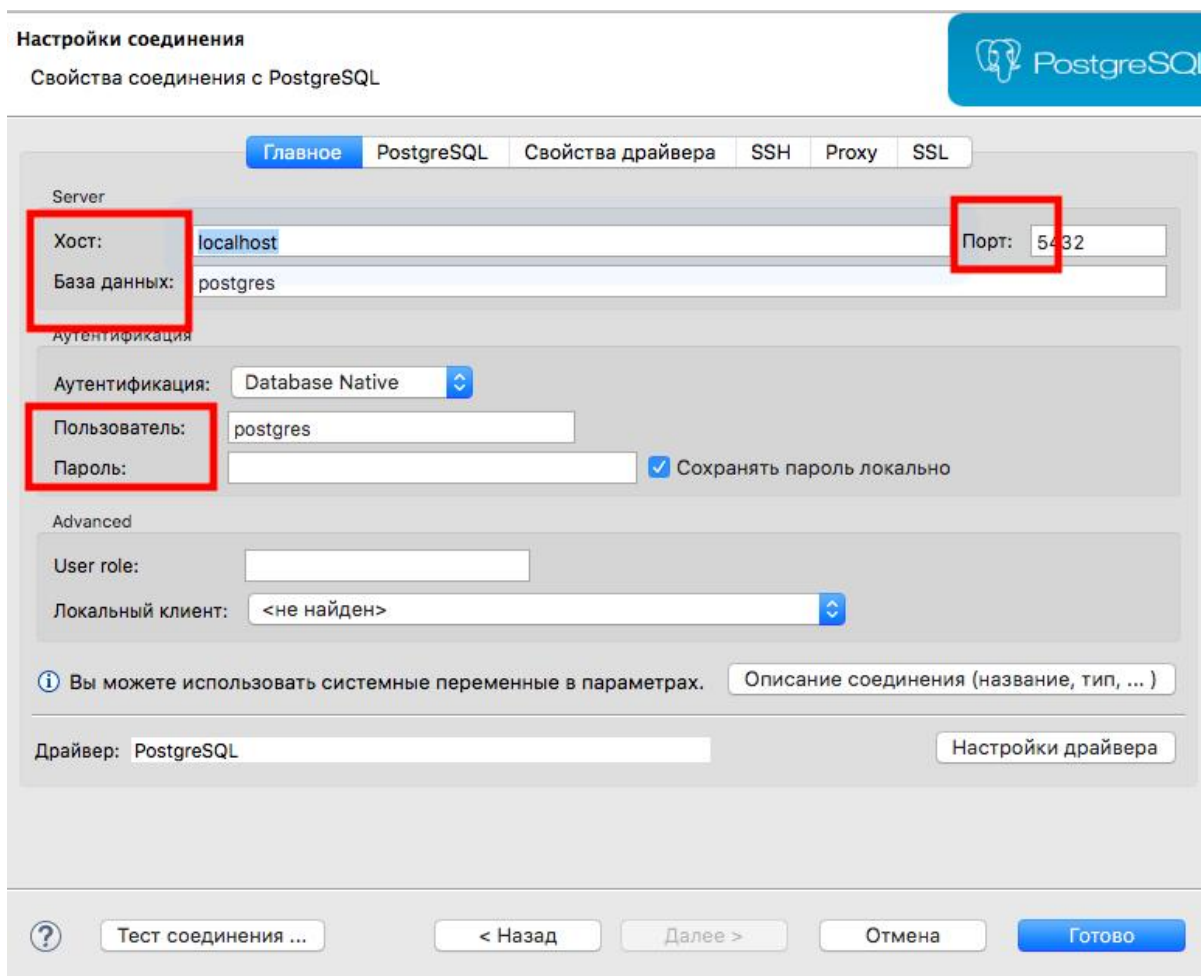 Настройки соединения
Свойства соединения с PostgreSQL
PostgreSQL
Главное PostgreSQL Свойства драйвера SSH Proxy SSL
Server
Хост: localhost Порт: 5432
База данных: postgres
Аутентификация
Аутентификация: Database Native
Пользователь: postgres
Пароль: Сохранять пароль локально
Advanced
User role:
Локальный клиент: <не найден>
Вы можете использовать системные переменные в параметрах. Описание соединения (название, тип, ... )
Драйвер: PostgreSQL Настройки драйвера
? Тест соединения ... < Назад Далее > Отмена Готово